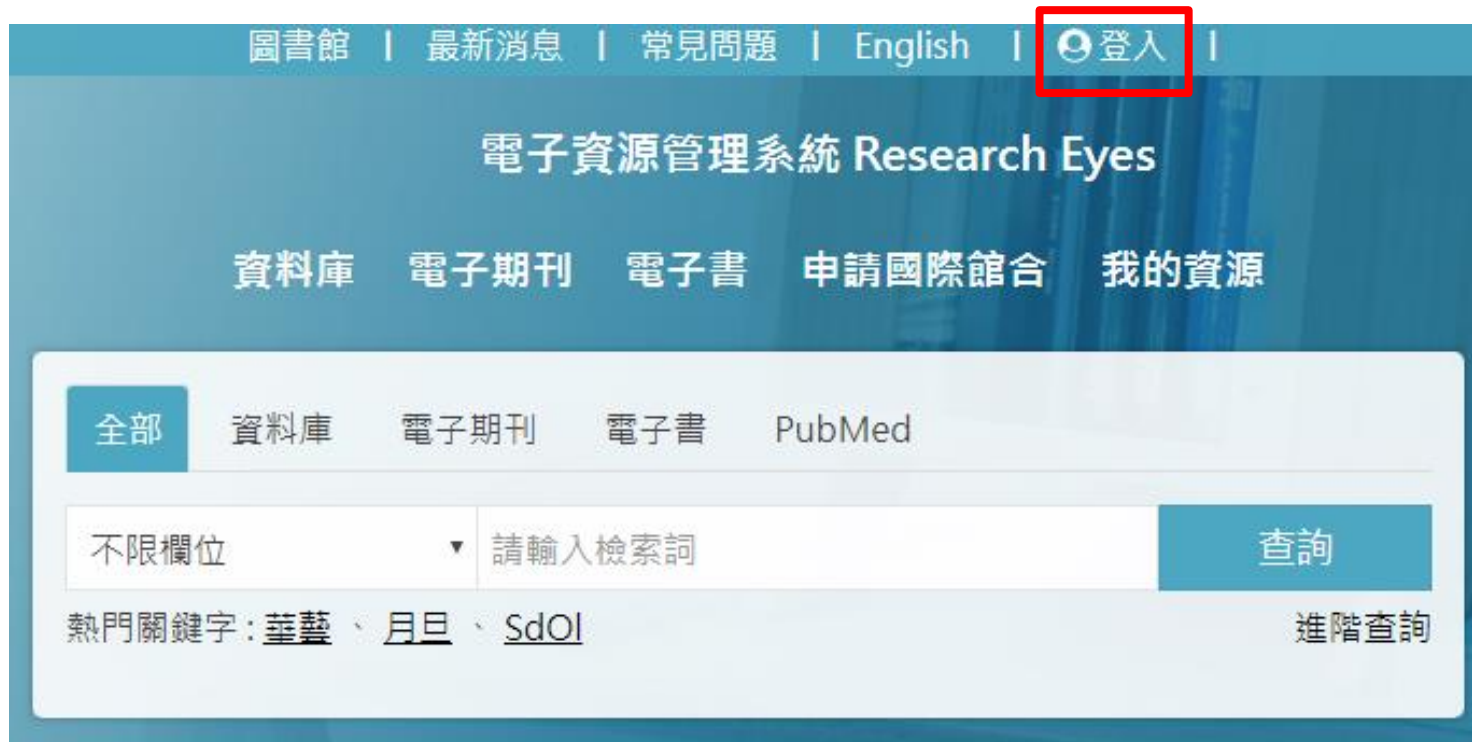 圖書館 | 最新消息 | 常見問題 | English | 登入 |
電子資源管理系統 Research Eyes
資料庫 電子期刊 電子書 申請國際館合 我的資源
全部 資料庫 電子期刊 電子書 PubMed
不限欄位 請輸入檢索詞 查詢
熱門關鍵字 : 華藝 、 月旦 、 SdOl 進階查詢